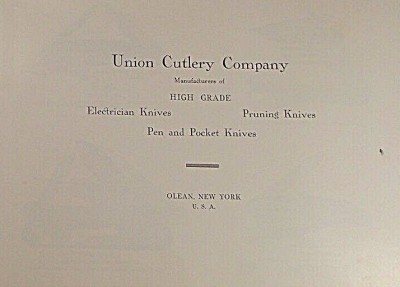 Union Cutlery Company
Manufacturers of
HIGH GRADE
Electrician Knives Pruning Knives
Pen and Pocket Knives
OLEAN, NEW YORK
U. S. A.